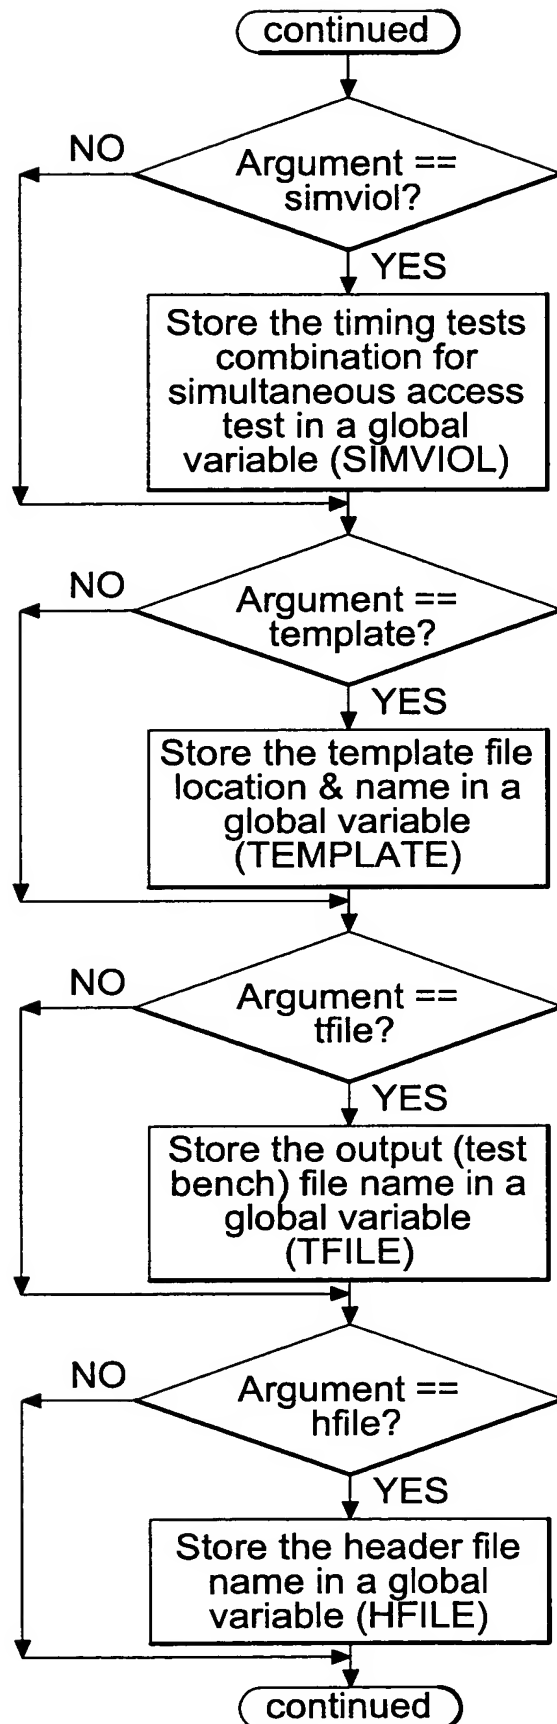 continued
NO
Argument ==
simviol?
YES
Store the timing tests
combination for
simultaneous access
test in a global
variable (SIMVIOL)
NO
Argument ==
template?
YES
Store the template file
location & name in a
global variable
(TEMPLATE)
NO
Argument ==
tfile?
YES
Store the output (test
bench) file name in a
global variable
(TFILE)
NO
Argument ==
hfile?
YES
Store the header file
name in a global
variable (HFILE)
continued